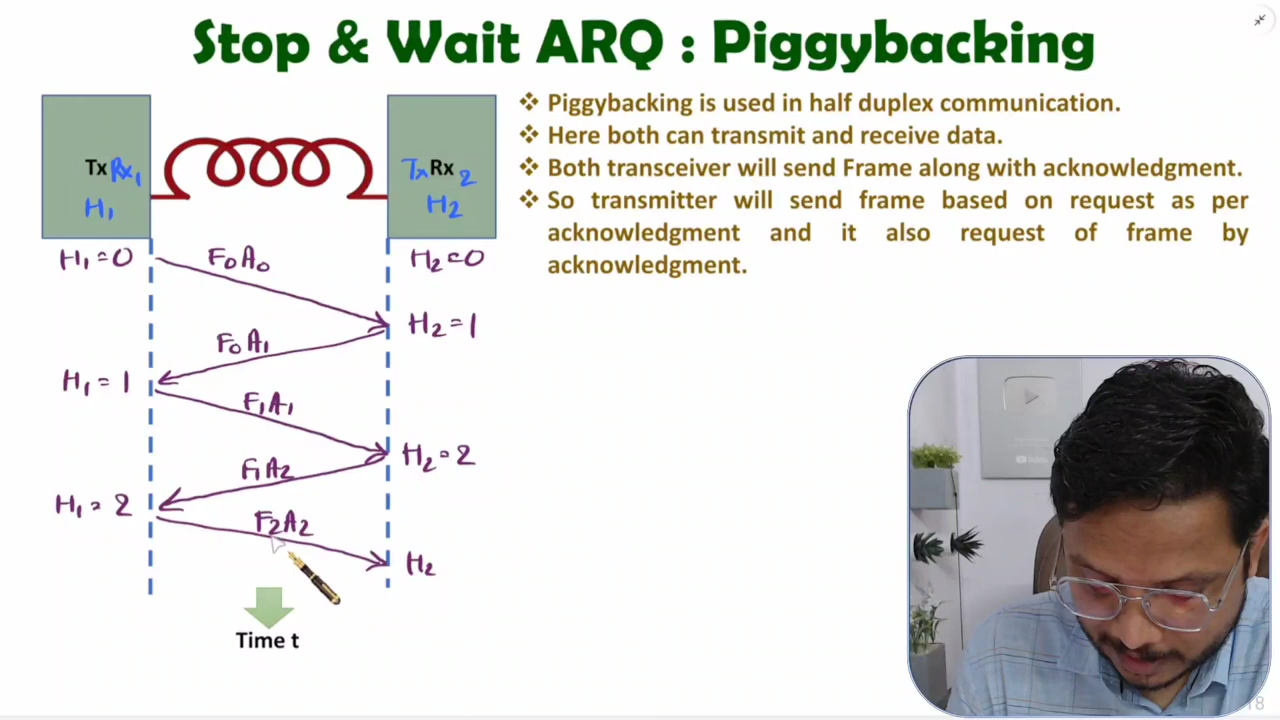 Stop & Wait ARQ : Piggybacking
❖ Piggybacking is used in half duplex communication.
❖ Here both can transmit and receive data.
❖ Both transceiver will send Frame along with acknowledgment.
❖ So transmitter will send frame based on request as per
acknowledgment and it also request of frame by
acknowledgment.
Tx Rx₁
H₁
Tx Rx₂
H₂
H₁=0
F₀A₀
H₂=0
H₂=1
F₀A₁
H₁=1
F₁A₁
H₂=2
F₁A₂
H₁=2
F₂A₂
H₂
Time t
18